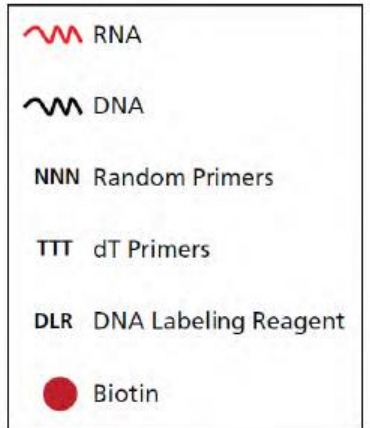 RNA
DNA
NNN Random Primers
TTT dT Primers
DLR DNA Labeling Reagent
Biotin